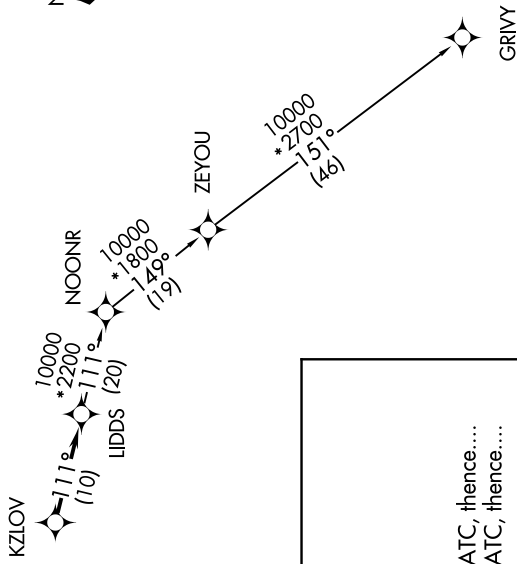 GRIVY
10000
*2700
151°
(46)
ZEYOU
10000
*1800
149°
(19)
NOONR
10000
*2200
111°
(20)
LIDDS
111°
(10)
KZLOV
ATC, thence....
ATC, thence....